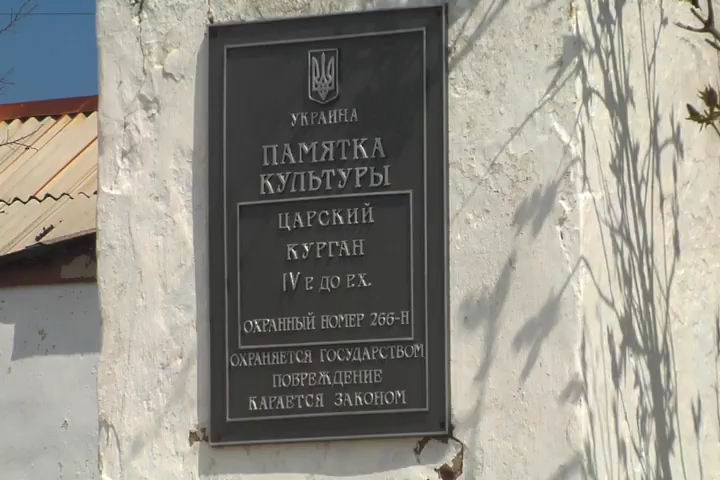 УКРАИНА
ПАМЯТКА
КУЛЬТУРЫ
ЦАРСКИЙ
КУРГАН
IV Р. ДО Р.Х.
ОХРАННЫЙ НОМЕР 266-Н
ОХРАНЯЕТСЯ ГОСУДАРСТВОМ
ПОВРЕЖДЕНИЕ
КАРАЕТСЯ ЗАКОНОМ